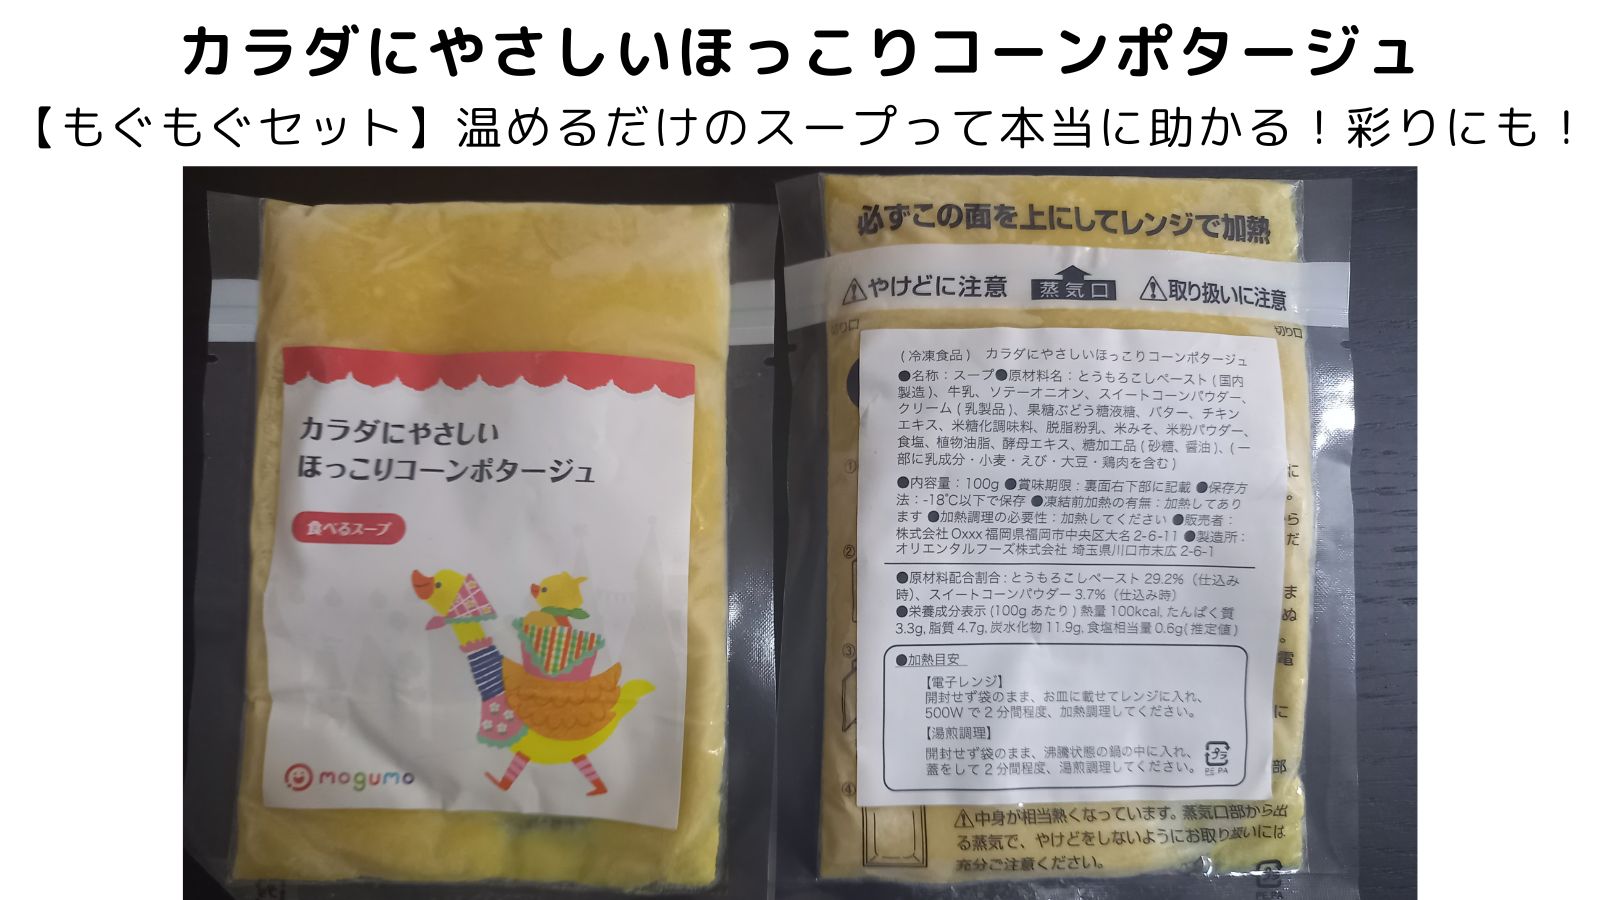 カラダにやさしいほっこりコーンポタージュ
【もぐもぐセット】温めるだけのスープって本当に助かる！彩りにも！
カラダにやさしい
ほっこりコーンポタージュ
食べるスープ
mogumo
必ずこの面を上にしてレンジで加熱
⚠やけどに注意
蒸気口
⚠取り扱いに注意
切り口
切り口
(冷凍食品) カラダにやさしいほっこりコーンポタージュ
●名称：スープ●原材料名：とうもろこしペースト(国内
製造)、牛乳、ソテーオニオン、スイートコーンパウダー、
クリーム(乳製品)、果糖ぶどう糖液糖、バター、チキン
エキス、米糖化調味料、脱脂粉乳、米みそ、米粉パウダー、
食塩、植物油脂、酵母エキス、糖加工品(砂糖、醤油)、(一
部に乳成分・小麦・えび・大豆・鶏肉を含む)
●内容量：100g ●賞味期限：裏面右下部に記載 ●保存方
法：-18℃以下で保存 ●凍結前加熱の有無：加熱してあり
ます ●加熱調理の必要性：加熱してください ●販売者：
株式会社 Oxxx 福岡県福岡市中央区大名 2-6-11 ●製造所：
オリエンタルフーズ株式会社 埼玉県川口市末広 2-6-1
●原材料配合割合：とうもろこしペースト 29.2%（仕込み
時）、スイートコーンパウダー 3.7%（仕込み時）
●栄養成分表示(100g あたり) 熱量 100kcal, たんぱく質
3.3g, 脂質 4.7g, 炭水化物 11.9g, 食塩相当量 0.6g(推定値)
●加熱目安
【電子レンジ】
開封せず袋のまま、お皿に載せてレンジに入れ、
500W で 2 分間程度、加熱調理してください。
【湯煎調理】
開封せず袋のまま、沸騰状態の鍋の中に入れ、
蓋をして 2 分間程度、湯煎調理してください。
プラ
PE, PA
①
②
③
④
⚠中身が相当熱くなっています。蒸気口部から出
る蒸気で、やけどをしないようにお取り扱いには
充分ご注意ください。